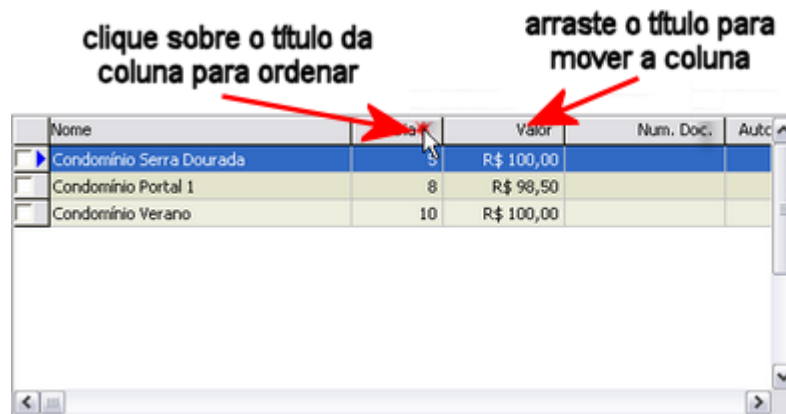 clique sobre o título da
coluna para ordenar
arraste o título para
mover a coluna
Nome Valor Num. Doc. Autc
Condomínio Serra Dourada 5 R$ 100,00
Condomínio Portal 1 8 R$ 98,50
Condomínio Verano 10 R$ 100,00